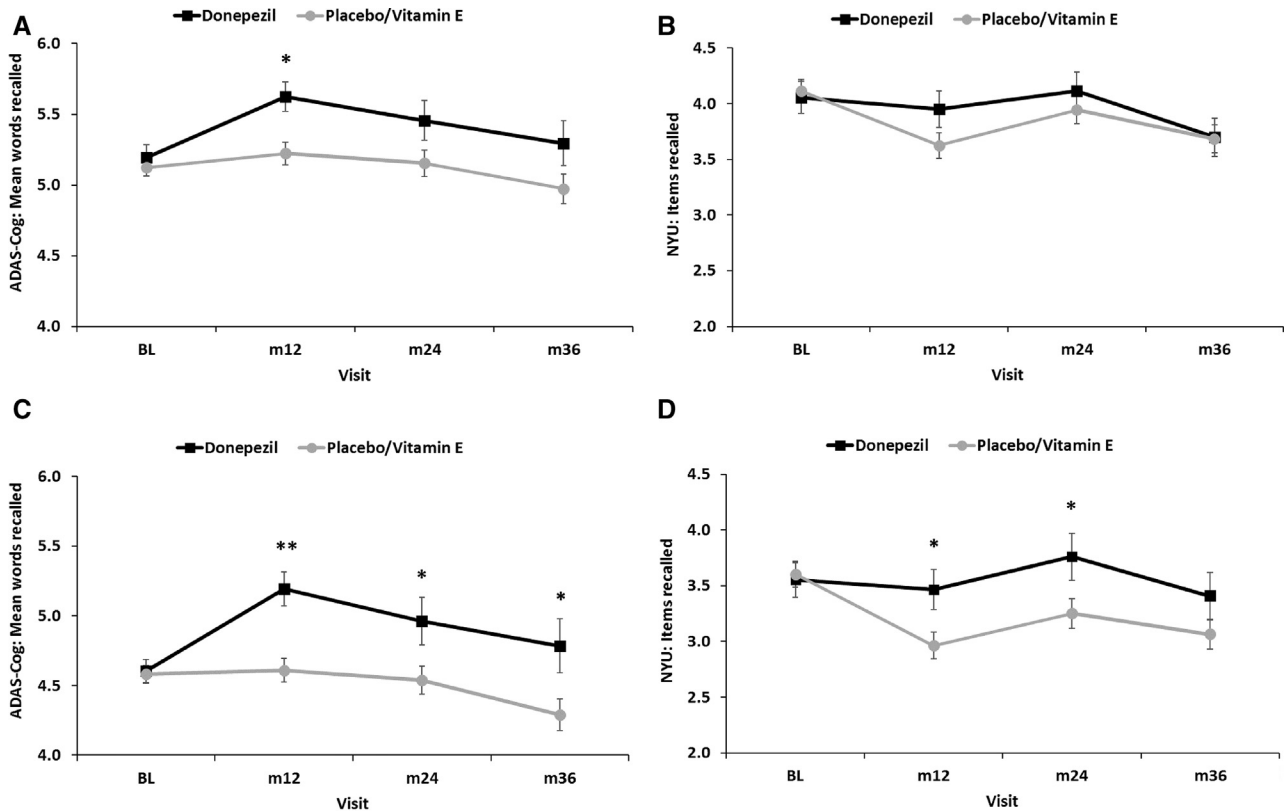 A
Donepezil Placebo/Vitamin E
6.0
*
5.5
5.0
4.5
4.0
ADAS-Cog: Mean words recalled
BL m12 m24 m36
Visit
B
Donepezil Placebo/Vitamin E
4.5
4.0
3.5
3.0
2.5
2.0
NYU: Items recalled
BL m12 m24 m36
Visit
C
Donepezil Placebo/Vitamin E
6.0
5.5
** * *
5.0
4.5
4.0
ADAS-Cog: Mean words recalled
BL m12 m24 m36
Visit
D
Donepezil Placebo/Vitamin E
4.5
4.0
* *
3.5
3.0
2.5
2.0
NYU: Items recalled
BL m12 m24 m36
Visit